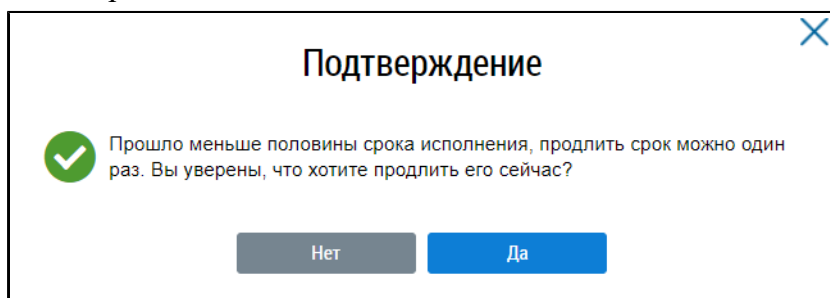 Подтверждение
Прошло меньше половины срока исполнения, продлить срок можно один
раз. Вы уверены, что хотите продлить его сейчас?
Нет Да